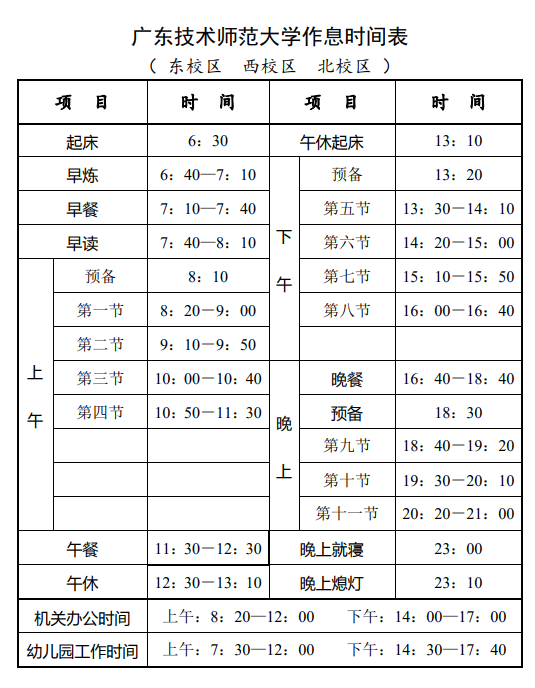 广东技术师范大学作息时间表
（ 东校区　西校区　北校区 ）
项　目　时　间　项　目　时　间
起床　6：30　午休起床　13：10
早炼　6：40—7：10　预备　13：20
早餐　7：10—7：40　第五节　13：30－14：10
早读　7：40—8：10　下午　第六节　14：20－15：00
预备　8：10　第七节　15：10－15：50
第一节　8：20－9：00　第八节　16：00－16：40
第二节　9：10－9：50
上午　第三节　10：00－10：40　晚餐　16：40－18：40
第四节　10：50－11：30　预备　18：30
晚上　第九节　18：40－19：20
第十节　19：30－20：10
第十一节　20：20－21：00
午餐　11：30－12：30　晚上就寝　23：00
午休　12：30－13：10　晚上熄灯　23：10
机关办公时间　上午：8：20—12：00　下午：14：00—17：00
幼儿园工作时间　上午：7：30—12：00　下午：14：30－17：40